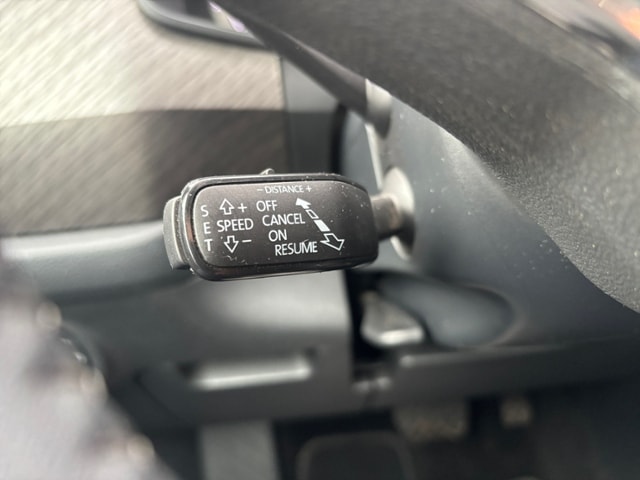 − DISTANCE +
S + OFF
E SPEED CANCEL
T − ON
RESUME